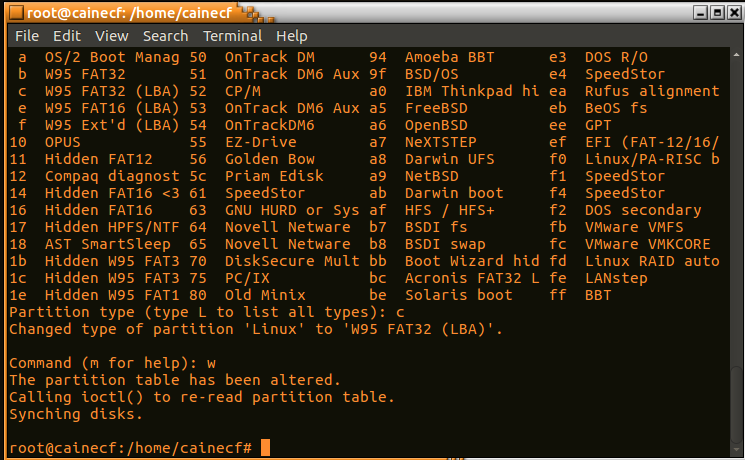 root@cainecf: /home/cainecf
File Edit View Search Terminal Help
a OS/2 Boot Manag 50 OnTrack DM 94 Amoeba BBT e3 DOS R/O
b W95 FAT32 51 OnTrack DM6 Aux 9f BSD/OS e4 SpeedStor
c W95 FAT32 (LBA) 52 CP/M a0 IBM Thinkpad hi ea Rufus alignment
e W95 FAT16 (LBA) 53 OnTrack DM6 Aux a5 FreeBSD eb BeOS fs
f W95 Ext'd (LBA) 54 OnTrackDM6 a6 OpenBSD ee GPT
10 OPUS 55 EZ-Drive a7 NeXTSTEP ef EFI (FAT-12/16/
11 Hidden FAT12 56 Golden Bow a8 Darwin UFS f0 Linux/PA-RISC b
12 Compaq diagnost 5c Priam Edisk a9 NetBSD f1 SpeedStor
14 Hidden FAT16 <3 61 SpeedStor ab Darwin boot f4 SpeedStor
16 Hidden FAT16 63 GNU HURD or Sys af HFS / HFS+ f2 DOS secondary
17 Hidden HPFS/NTF 64 Novell Netware b7 BSDI fs fb VMware VMFS
18 AST SmartSleep 65 Novell Netware b8 BSDI swap fc VMware VMKCORE
1b Hidden W95 FAT3 70 DiskSecure Mult bb Boot Wizard hid fd Linux RAID auto
1c Hidden W95 FAT3 75 PC/IX bc Acronis FAT32 L fe LANstep
1e Hidden W95 FAT1 80 Old Minix be Solaris boot ff BBT
Partition type (type L to list all types): c
Changed type of partition 'Linux' to 'W95 FAT32 (LBA)'.
Command (m for help): w
The partition table has been altered.
Calling ioctl() to re-read partition table.
Synching disks.
root@cainecf:/home/cainecf#